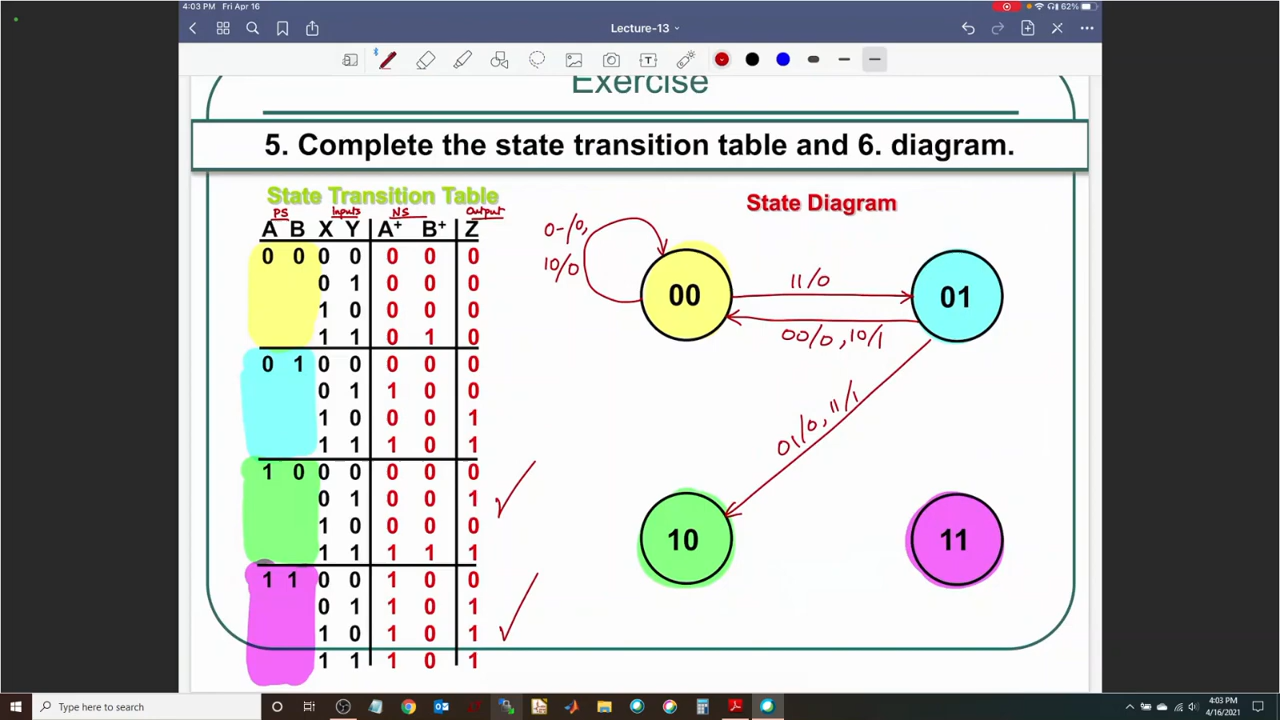 4:03 PM Fri Apr 16
62%
Lecture-13
Exercise
5. Complete the state transition table and 6. diagram.
State Transition Table
State Diagram
PS Inputs NS Output
A B X Y A+ B+ Z
0 0 0 0 0 0 0
0 1 0 0 0
1 0 0 0 0
1 1 0 1 0
0 1 0 0 0 0 0
0 1 1 0 0
1 0 0 0 1
1 1 1 0 1
1 0 0 0 0 0 0
0 1 0 0 1
1 0 0 0 0
1 1 1 1 1
1 1 0 0 1 0 0
0 1 1 0 1
1 0 1 0 1
1 1 1 0 1
0-/0,
10/0
00
11/0
01
00/0, 10/1
01/0, 11/1
10
11
Type here to search
4:03 PM
4/16/2021